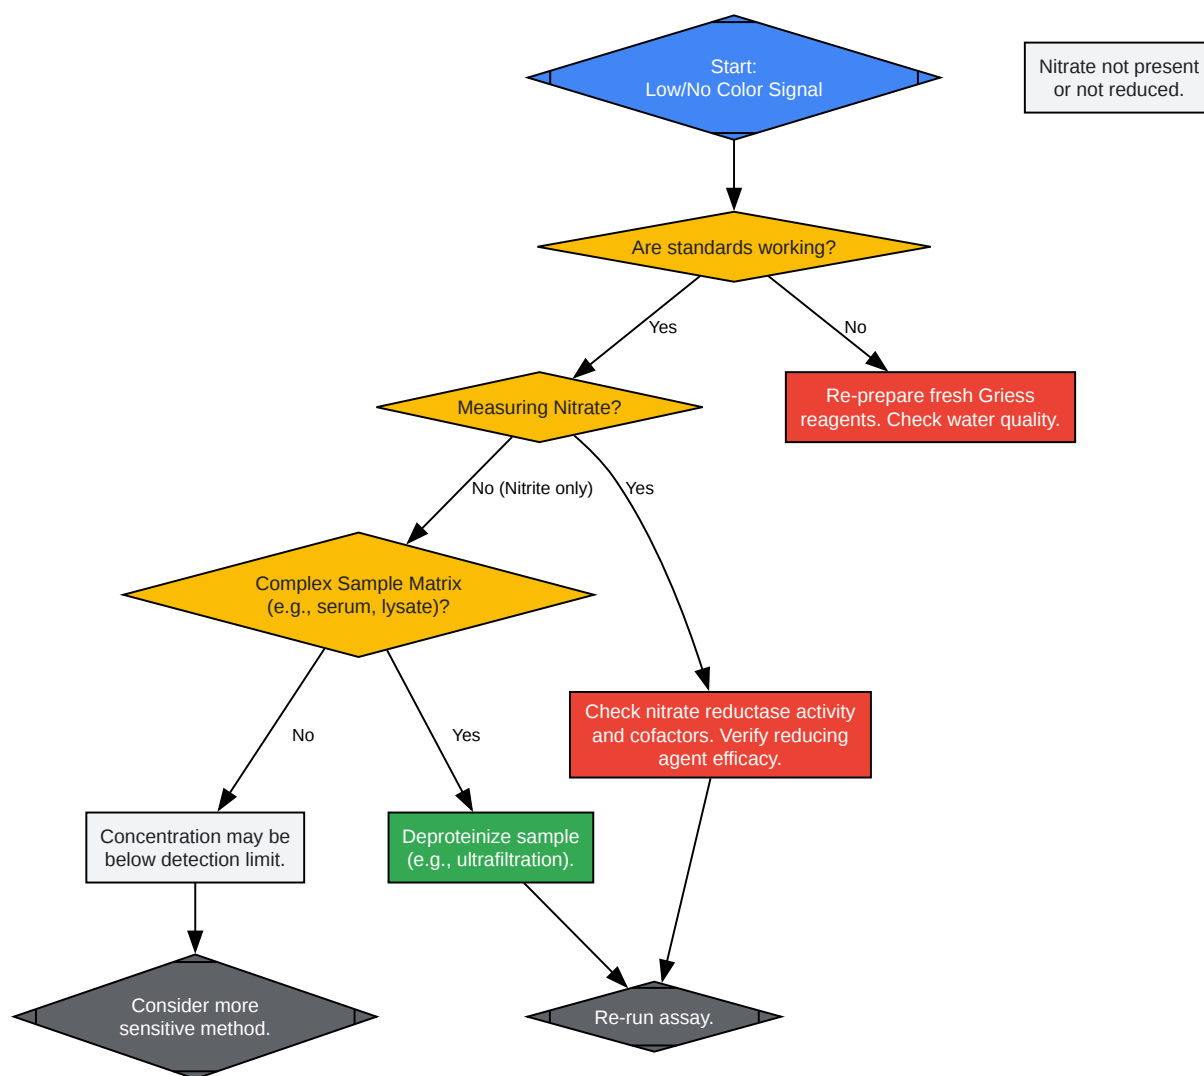 Start:
Low/No Color Signal
Nitrate not present
or not reduced.
Are standards working?
Yes
No
Measuring Nitrate?
Re-prepare fresh Griess
reagents. Check water quality.
No (Nitrite only)
Yes
Complex Sample Matrix
(e.g., serum, lysate)?
No
Yes
Check nitrate reductase activity
and cofactors. Verify reducing
agent efficacy.
Concentration may be
below detection limit.
Deproteinize sample
(e.g., ultrafiltration).
Consider more
sensitive method.
Re-run assay.